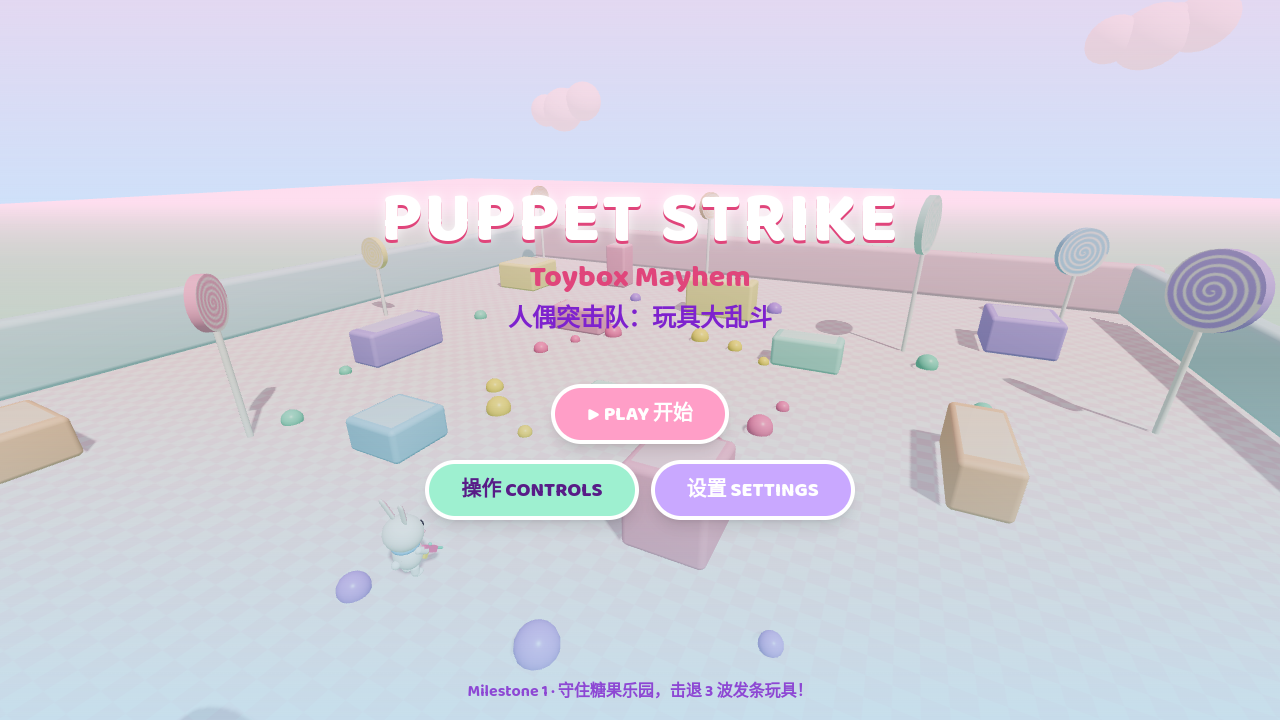 PUPPET STRIKE
Toybox Mayhem
人偶突击队：玩具大乱斗
▶ PLAY 开始
操作 CONTROLS
设置 SETTINGS
Milestone 1 · 守住糖果乐园，击退 3 波发条玩具！